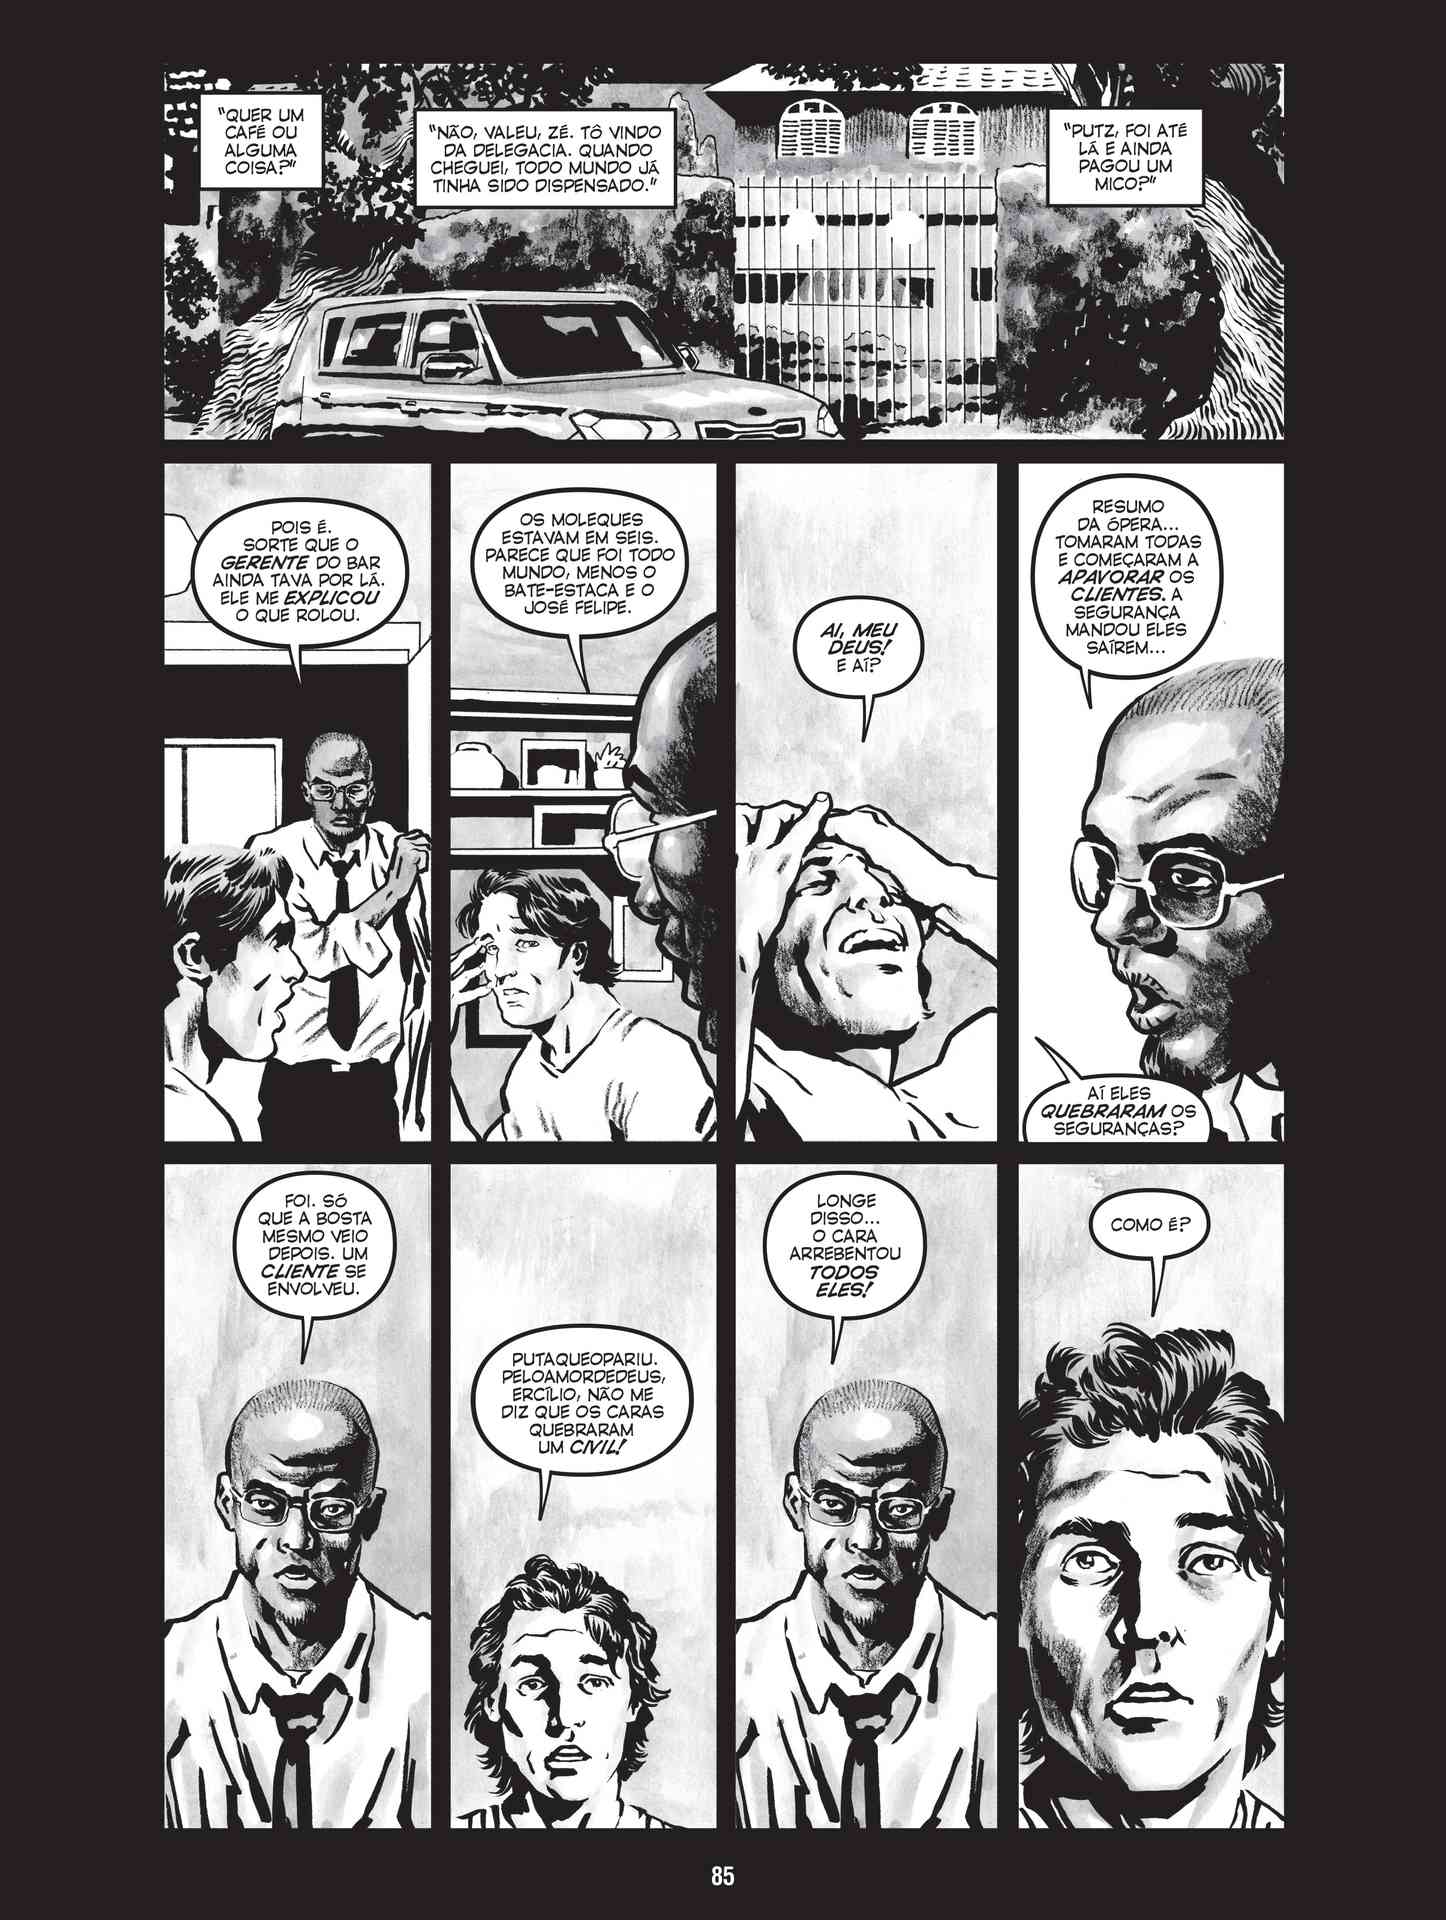 "QUER UM
CAFÉ OU
ALGUMA
COISA?"
"NÃO, VALEU, ZÉ. TÔ VINDO
DA DELEGACIA. QUANDO
CHEGUEI, TODO MUNDO JÁ
TINHA SIDO DISPENSADO."
"PUTZ, FOI ATÉ
LÁ E AINDA
PAGOU UM
MICO?"
POIS É.
SORTE QUE O
GERENTE DO BAR
AINDA TAVA POR LÁ.
ELE ME EXPLICOU
O QUE ROLOU.
OS MOLEQUES
ESTAVAM EM SEIS.
PARECE QUE FOI TODO
MUNDO, MENOS O
BATE-ESTACA E O
JOSÉ FELIPE.
AI, MEU
DEUS!
E AÍ?
RESUMO
DA ÓPERA...
TOMARAM TODAS
E COMEÇARAM A
APAVORAR OS
CLIENTES. A
SEGURANÇA
MANDOU ELES
SAÍREM...
AÍ ELES
QUEBRARAM OS
SEGURANÇAS?
FOI. SÓ
QUE A BOSTA
MESMO VEIO
DEPOIS. UM
CLIENTE SE
ENVOLVEU.
PUTAQUEOPARIU.
PELOAMORDEDEUS,
ERCÍLIO, NÃO ME
DIZ QUE OS CARAS
QUEBRARAM
UM CIVIL!
LONGE
DISSO...
O CARA
ARREBENTOU
TODOS
ELES!
COMO É?
85